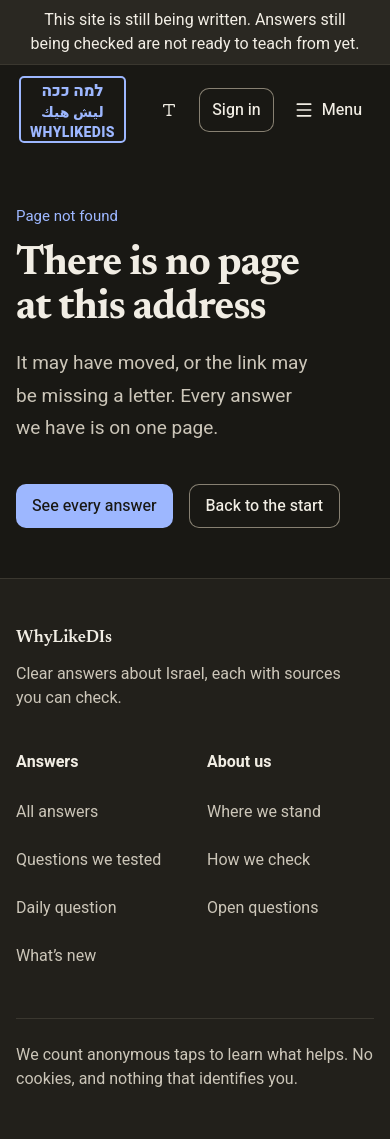 This site is still being written. Answers still
being checked are not ready to teach from yet.
למה ככה
ليش هيك
WHYLIKEDIS
T
Sign in
Menu
Page not found
There is no page
at this address
It may have moved, or the link may
be missing a letter. Every answer
we have is on one page.
See every answer
Back to the start
WhyLikeDIs
Clear answers about Israel, each with sources
you can check.
Answers
About us
All answers
Where we stand
Questions we tested
How we check
Daily question
Open questions
What’s new
We count anonymous taps to learn what helps. No
cookies, and nothing that identifies you.